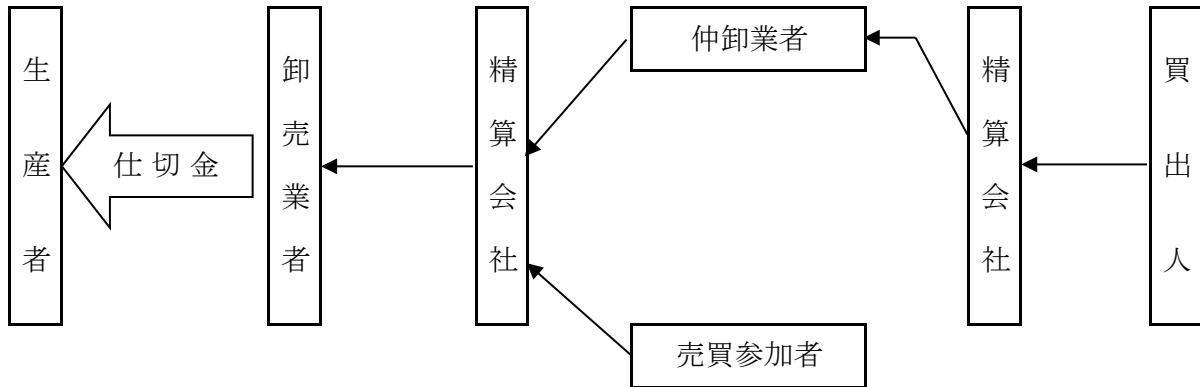 生産者
仕切金
卸売業者
精算会社
仲卸業者
売買参加者
精算会社
買出人